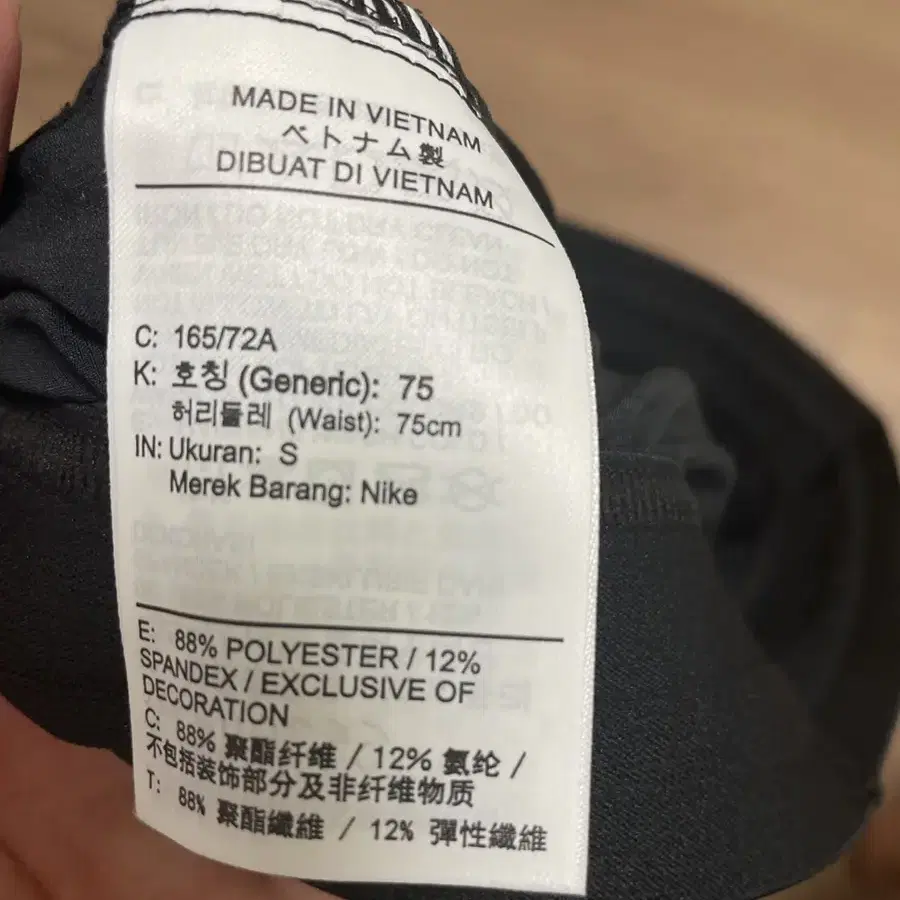 MADE IN VIETNAM
ベトナム製
DIBUAT DI VIETNAM
C: 165/72A
K: 호칭 (Generic): 75
허리둘레 (Waist): 75cm
IN: Ukuran: S
Merek Barang: Nike
E: 88% POLYESTER / 12%
SPANDEX / EXCLUSIVE OF
DECORATION
C: 88% 聚酯纤维 / 12% 氨纶 /
不包括装饰部分及非纤维物质
T: 88% 聚酯纖維 / 12% 彈性纖維